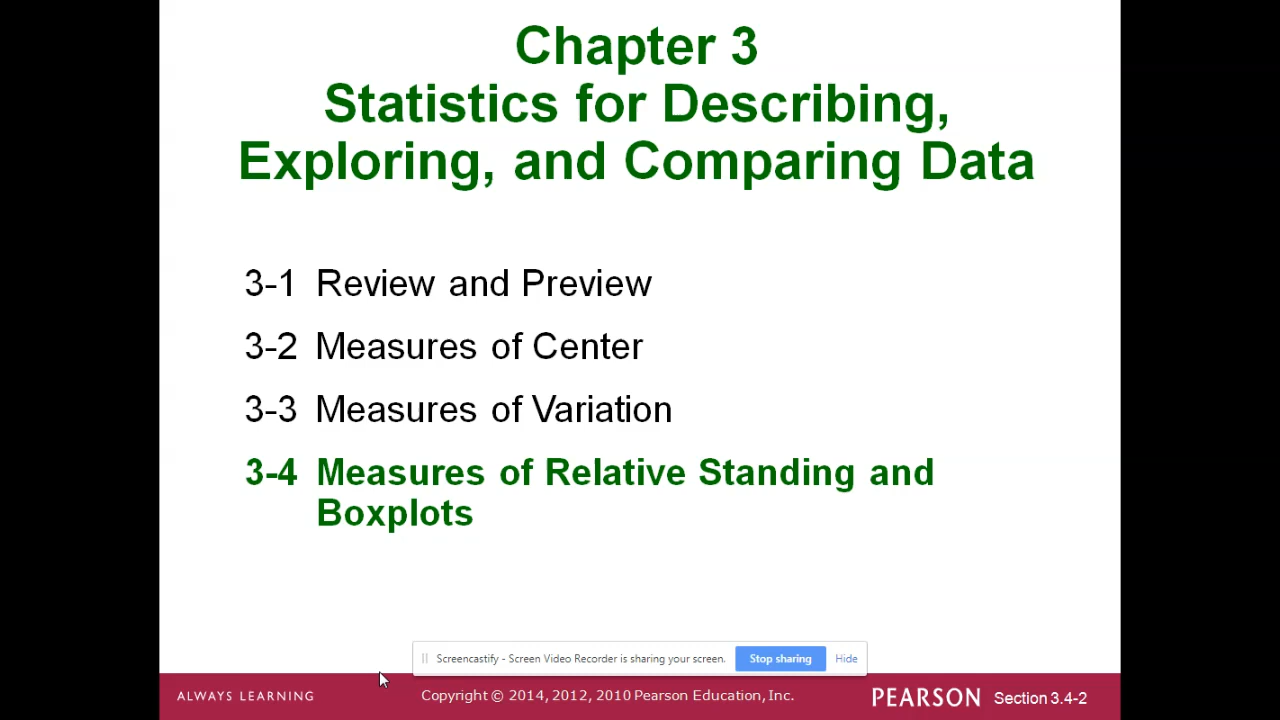 Chapter 3
Statistics for Describing,
Exploring, and Comparing Data
3-1 Review and Preview
3-2 Measures of Center
3-3 Measures of Variation
3-4 Measures of Relative Standing and
Boxplots
Screencastify - Screen Video Recorder is sharing your screen. Stop sharing Hide
ALWAYS LEARNING Copyright © 2014, 2012, 2010 Pearson Education, Inc. PEARSON Section 3.4-2